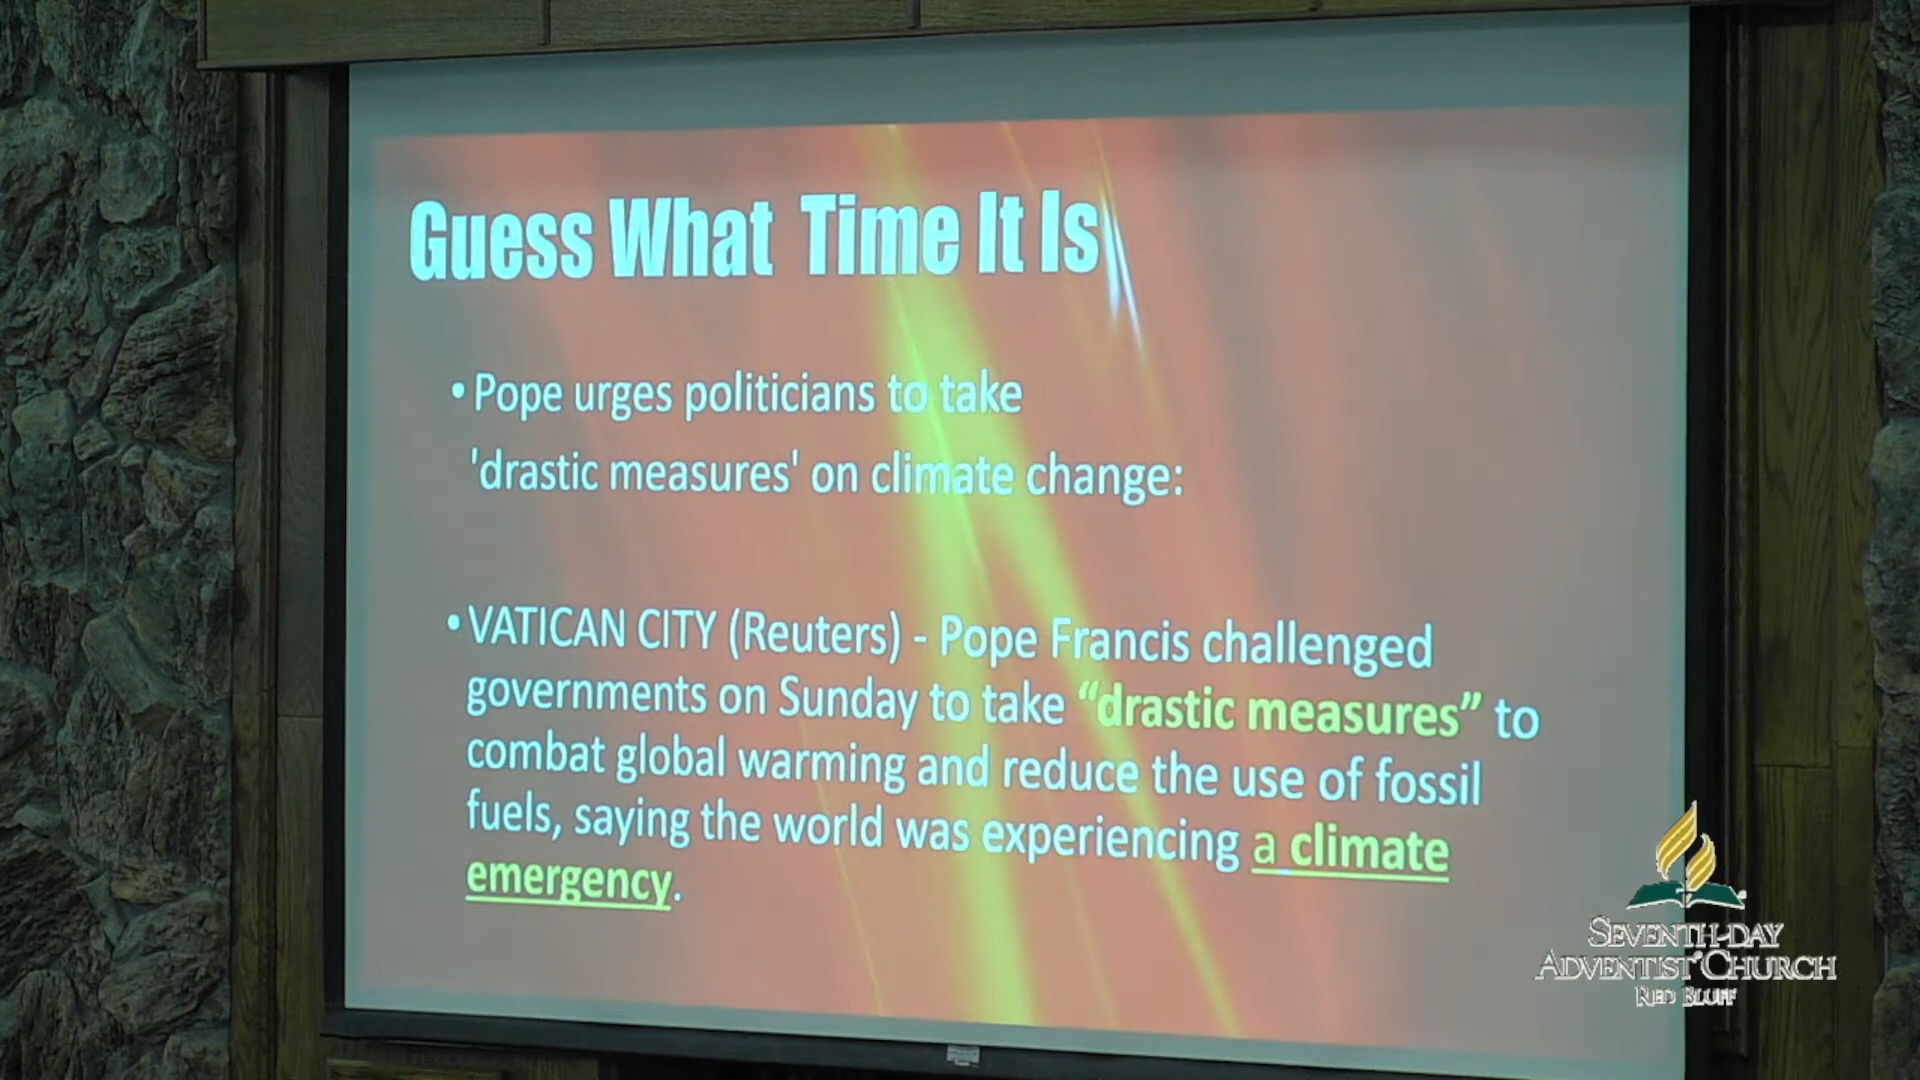 Guess What Time It Is
• Pope urges politicians to take
'drastic measures' on climate change:
• VATICAN CITY (Reuters) - Pope Francis challenged
governments on Sunday to take “drastic measures” to
combat global warming and reduce the use of fossil
fuels, saying the world was experiencing a climate
emergency.
SEVENTH-DAY
ADVENTIST® CHURCH
RED BLUFF